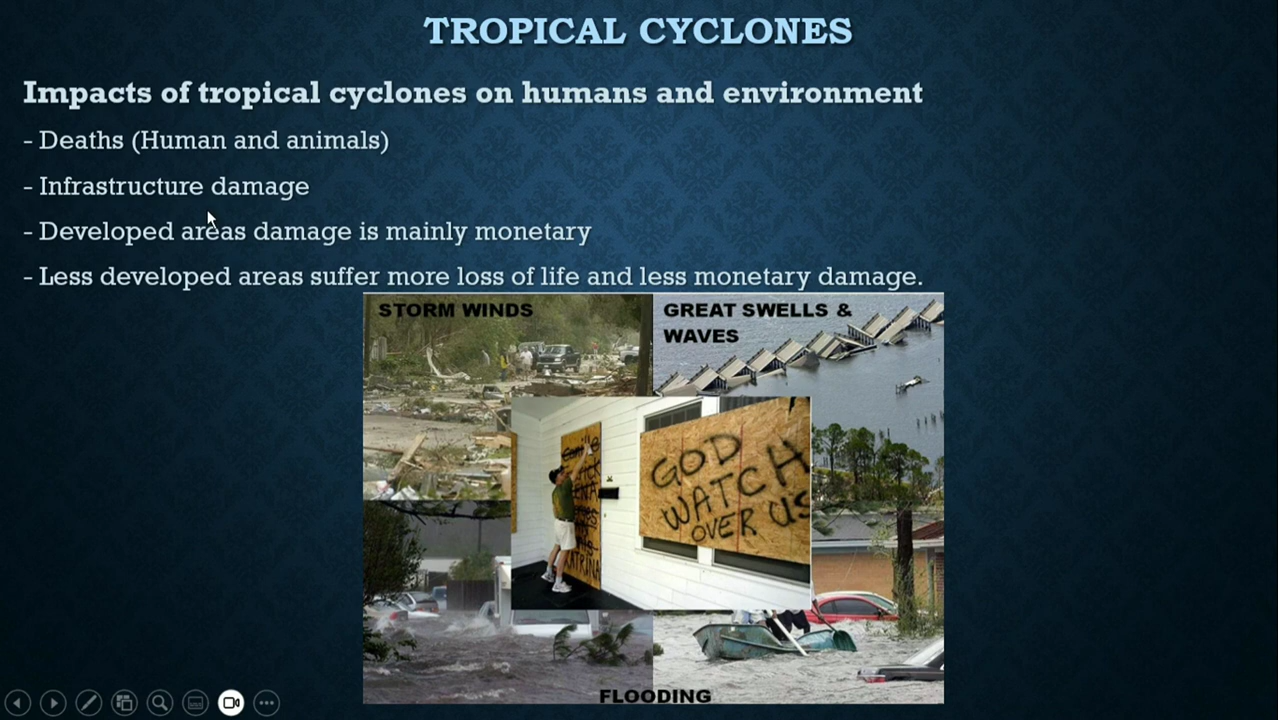 TROPICAL CYCLONES
Impacts of tropical cyclones on humans and environment
- Deaths (Human and animals)
- Infrastructure damage
- Developed areas damage is mainly monetary
- Less developed areas suffer more loss of life and less monetary damage.
STORM WINDS
GREAT SWELLS &
WAVES
GOD
WATCH
OVER US
FLOODING